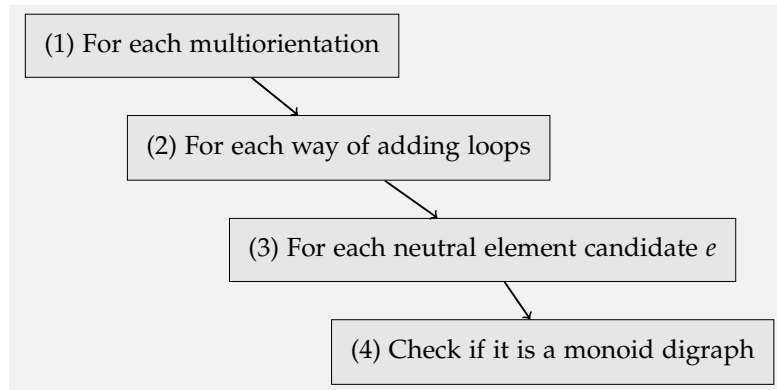 (1) For each multiorientation
(2) For each way of adding loops
(3) For each neutral element candidate e
(4) Check if it is a monoid digraph